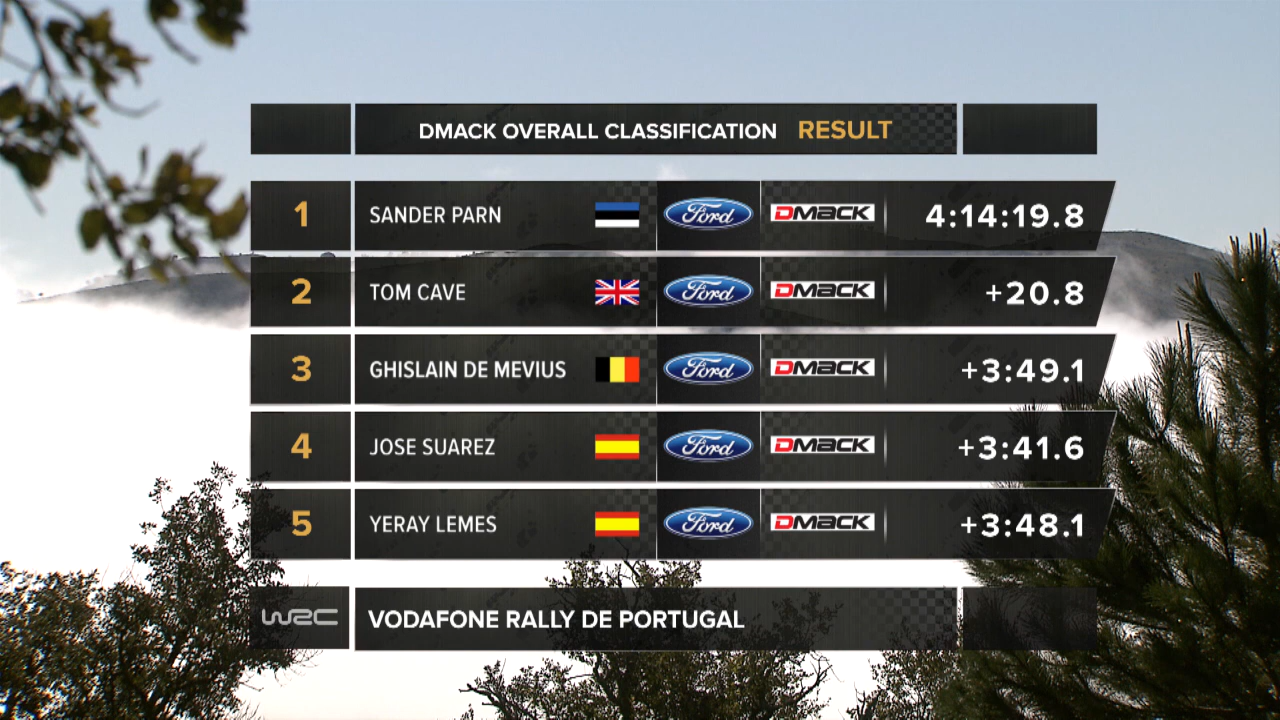 DMACK OVERALL CLASSIFICATION RESULT
1 SANDER PARN Ford DMACK 4:14:19.8
2 TOM CAVE Ford DMACK +20.8
3 GHISLAIN DE MEVIUS Ford DMACK +3:49.1
4 JOSE SUAREZ Ford DMACK +3:41.6
5 YERAY LEMES Ford DMACK +3:48.1
WRC VODAFONE RALLY DE PORTUGAL